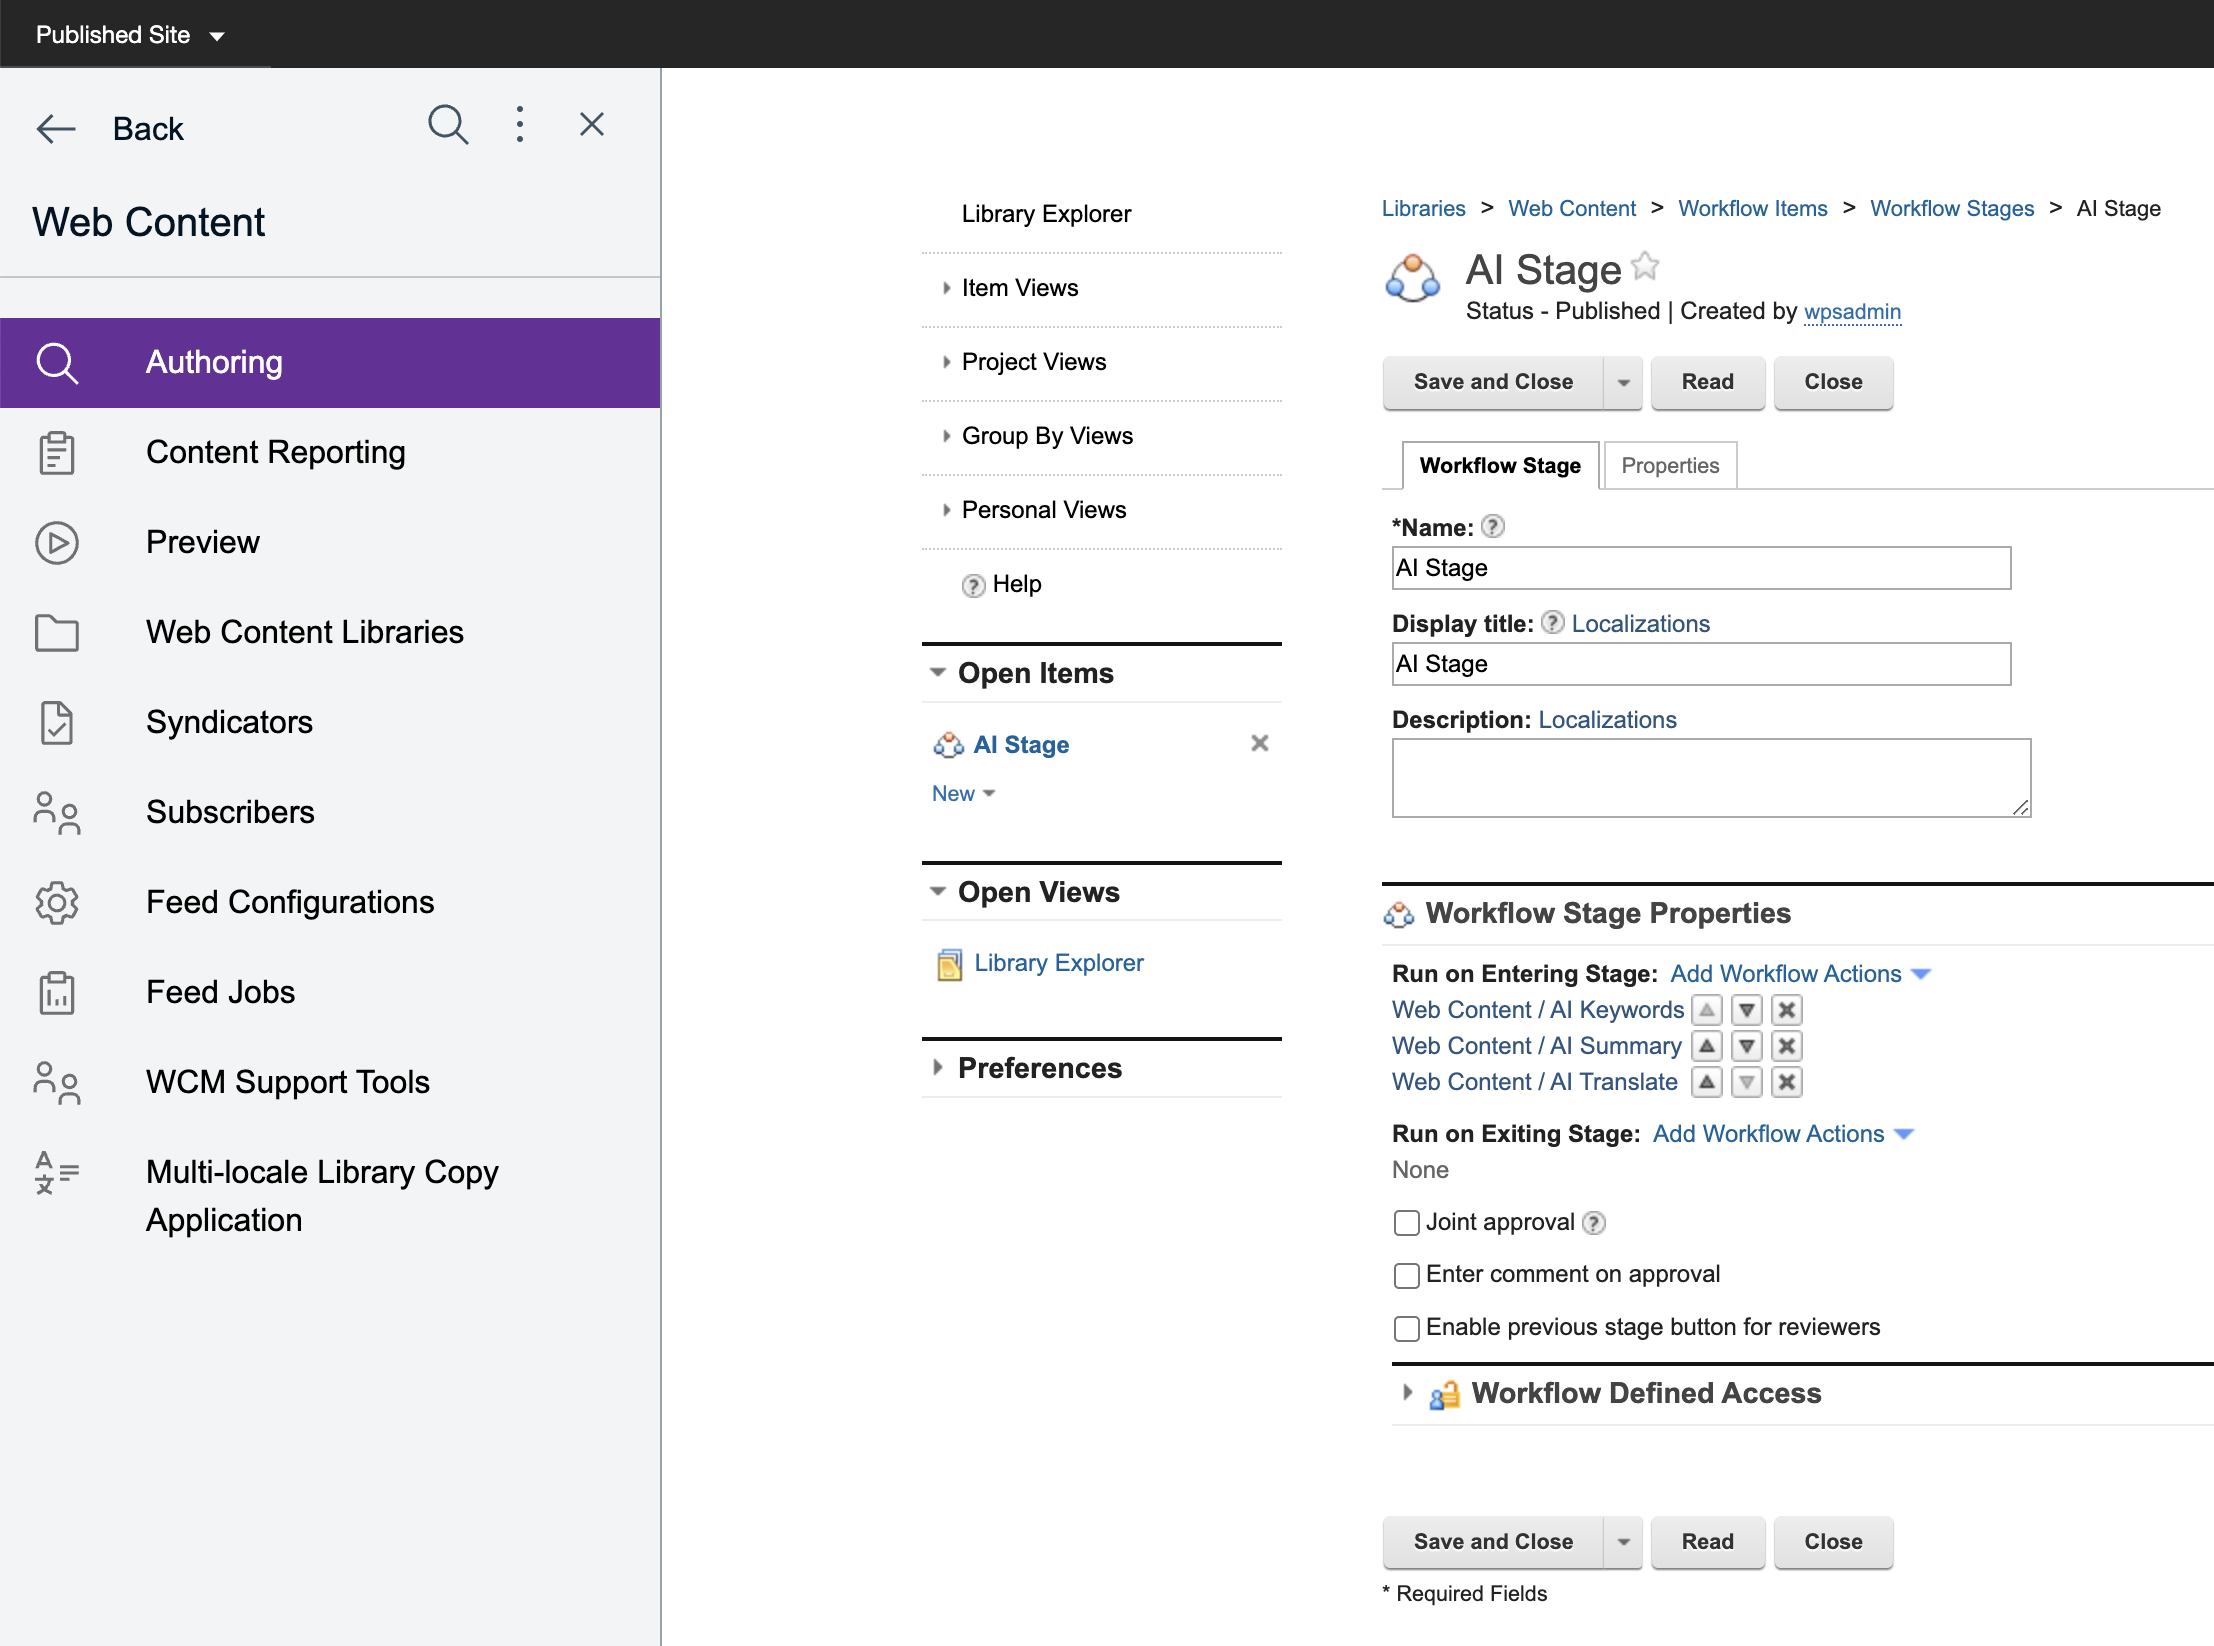 Published Site
Back
Web Content
Authoring
Content Reporting
Preview
Web Content Libraries
Syndicators
Subscribers
Feed Configurations
Feed Jobs
WCM Support Tools
Multi-locale Library Copy
Application
Library Explorer
Item Views
Project Views
Group By Views
Personal Views
? Help
Open Items
AI Stage
New
Open Views
Library Explorer
Preferences
Libraries > Web Content > Workflow Items > Workflow Stages > AI Stage
AI Stage
Status - Published | Created by wpsadmin
Save and Close Read Close
Workflow Stage Properties
*Name: ?
AI Stage
Display title: ? Localizations
AI Stage
Description: Localizations
Workflow Stage Properties
Run on Entering Stage: Add Workflow Actions
Web Content / AI Keywords
Web Content / AI Summary
Web Content / AI Translate
Run on Exiting Stage: Add Workflow Actions
None
Joint approval ?
Enter comment on approval
Enable previous stage button for reviewers
Workflow Defined Access
Save and Close Read Close
* Required Fields